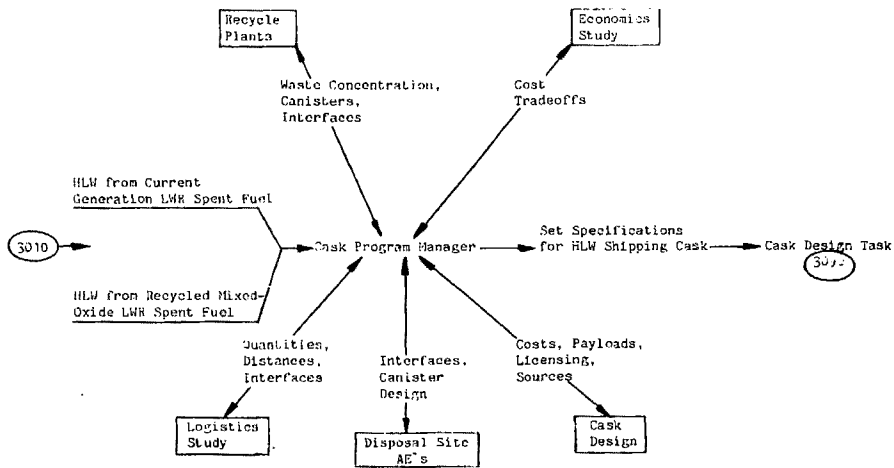 Recycle
Plants
Economics
Study
Waste Concentration,
Canisters,
Interfaces
Cost
Tradeoffs
HLW from Current
Generation LWR Spent Fuel
3010
Cask Program Manager
Set Specifications
for HLW Shipping Cask
Cask Design Task
HLW from Recycled Mixed-
Oxide LWR Spent Fuel
Quantities,
Distances,
Interfaces
Interfaces,
Canister
Design
Costs, Payloads,
Licensing,
Sources
Logistics
Study
Disposal Site
AE's
Cask
Design